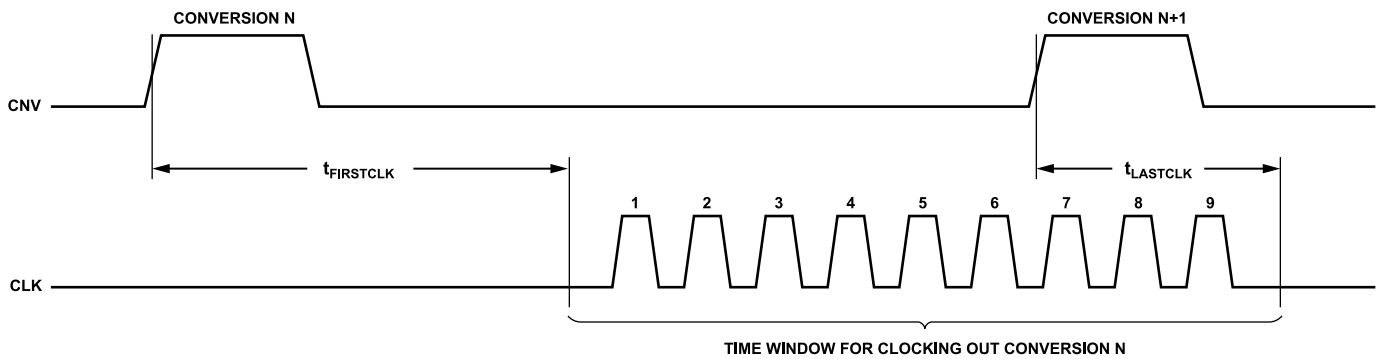 CONVERSION N
CONVERSION N+1
CNV
tFIRSTCLK
tLASTCLK
1 2 3 4 5 6 7 8 9
CLK
TIME WINDOW FOR CLOCKING OUT CONVERSION N